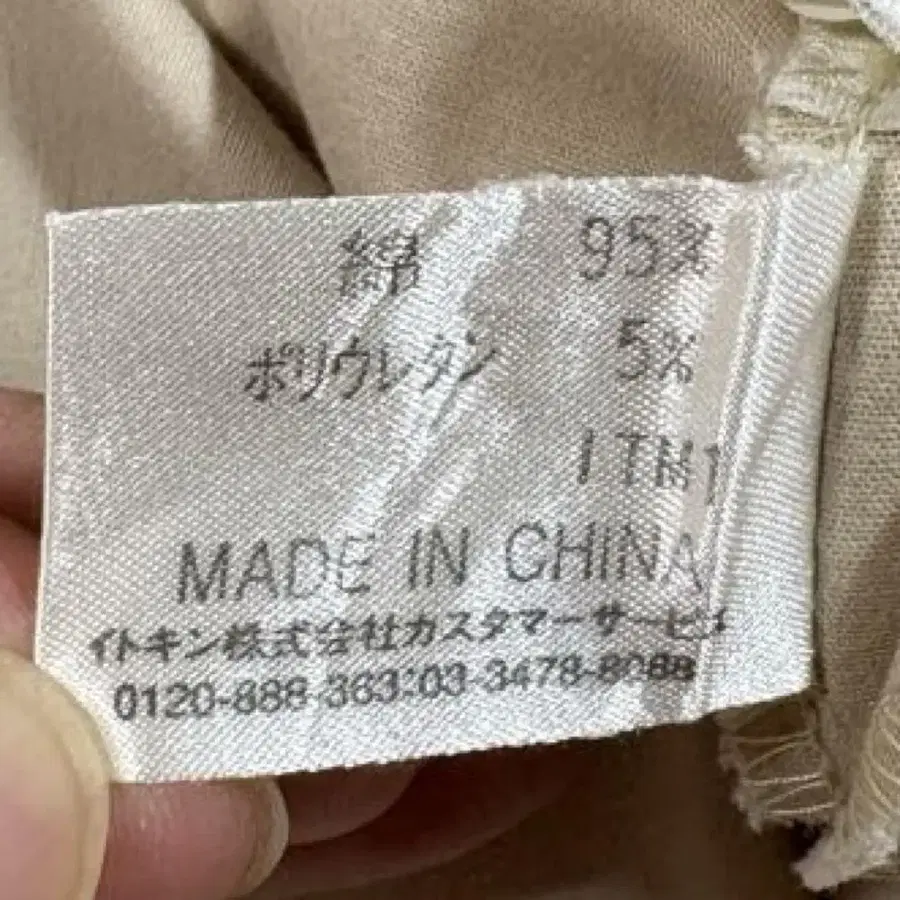 綿 95%
ポリウレタン 5%
ITM1
MADE IN CHINA
イトキン株式会社カスタマーサービス
0120-888-363:03-3478-8088